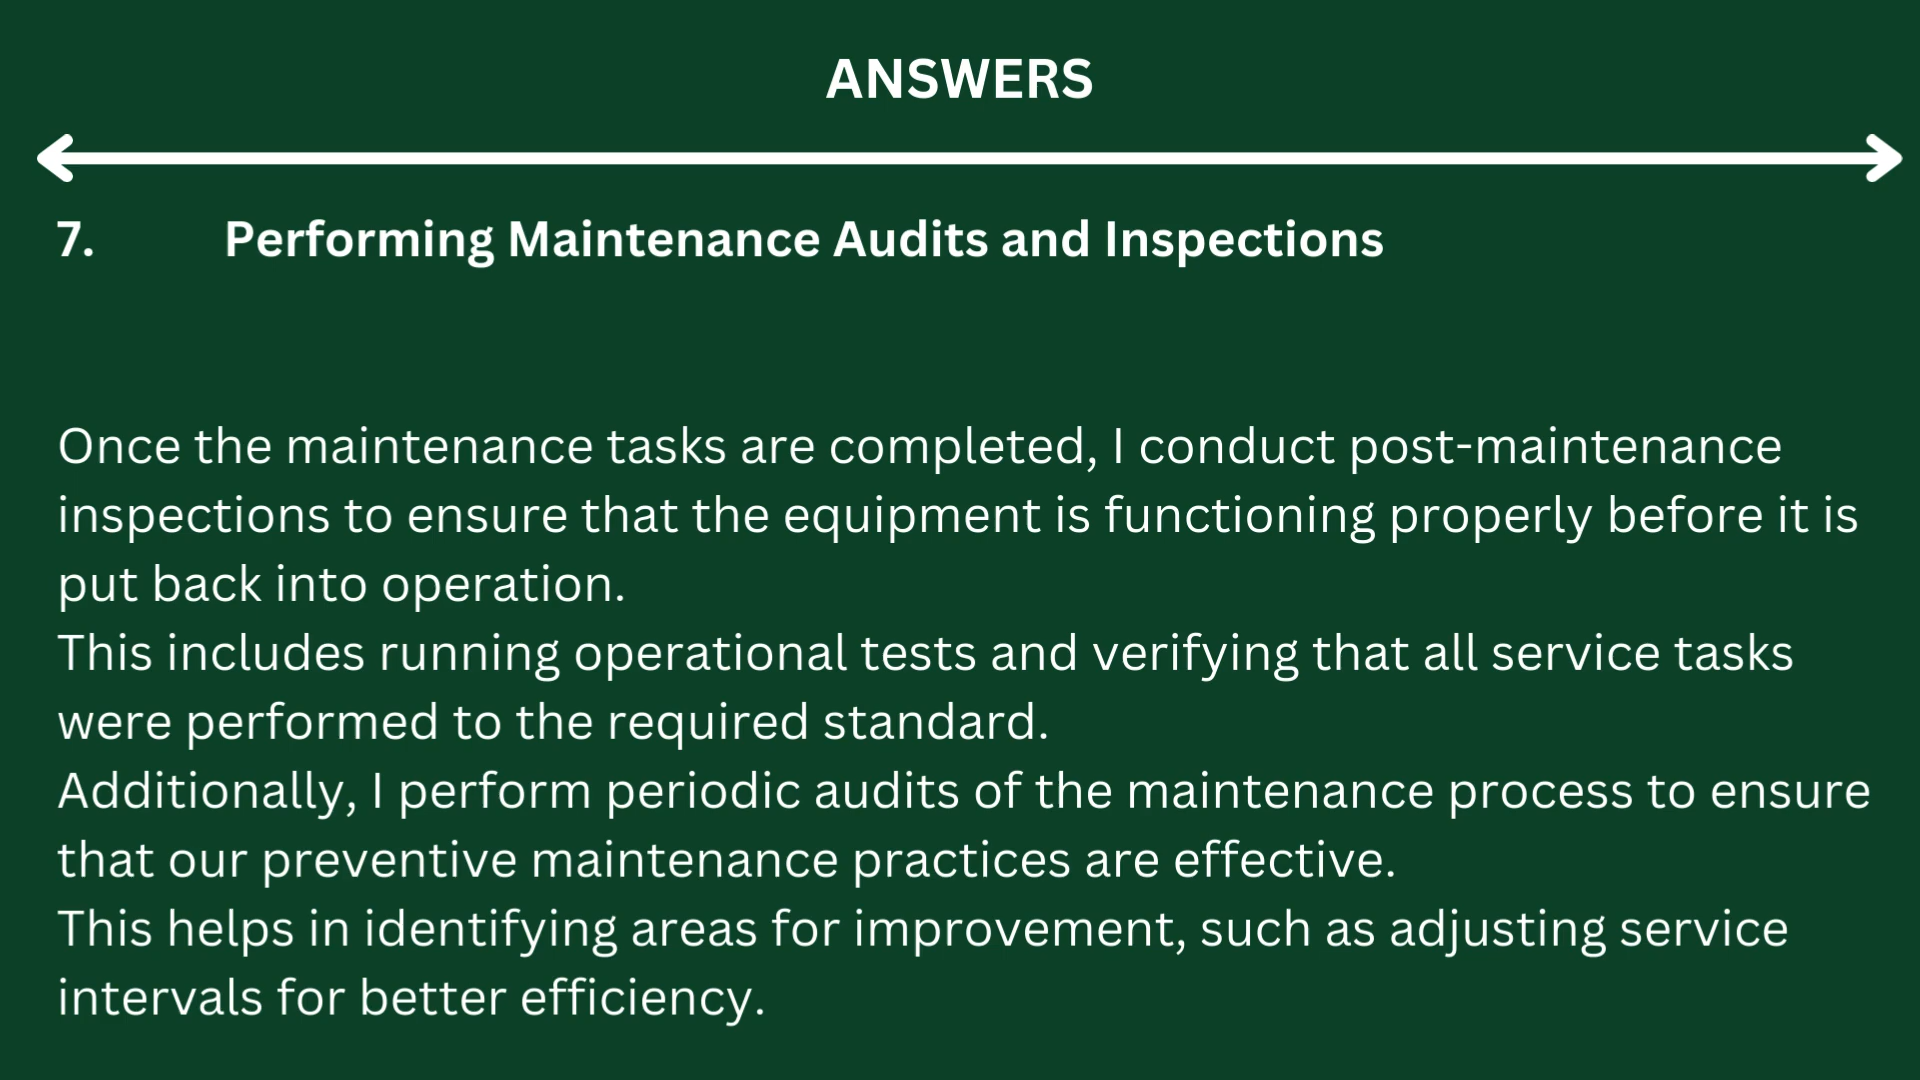 ANSWERS
7. Performing Maintenance Audits and Inspections
Once the maintenance tasks are completed, I conduct post-maintenance
inspections to ensure that the equipment is functioning properly before it is
put back into operation.
This includes running operational tests and verifying that all service tasks
were performed to the required standard.
Additionally, I perform periodic audits of the maintenance process to ensure
that our preventive maintenance practices are effective.
This helps in identifying areas for improvement, such as adjusting service
intervals for better efficiency.